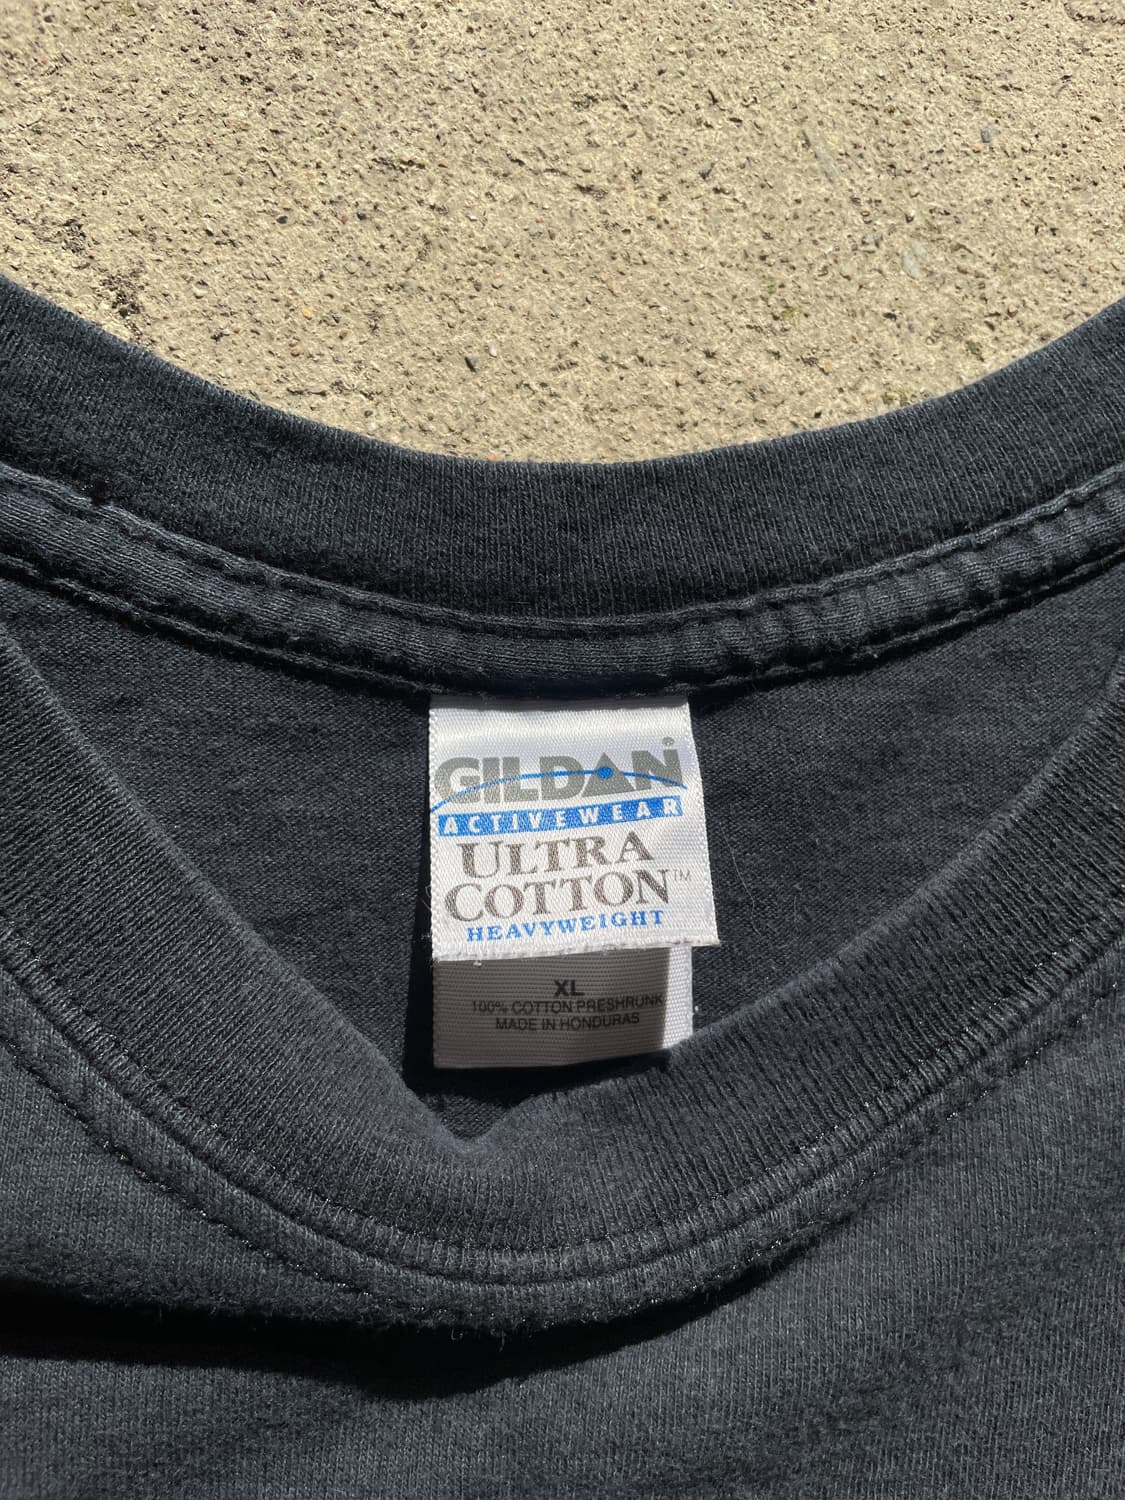 GILDAN
ACTIVEWEAR
ULTRA
COTTON™
HEAVYWEIGHT
XL
100% COTTON PRESHRUNK
MADE IN HONDURAS